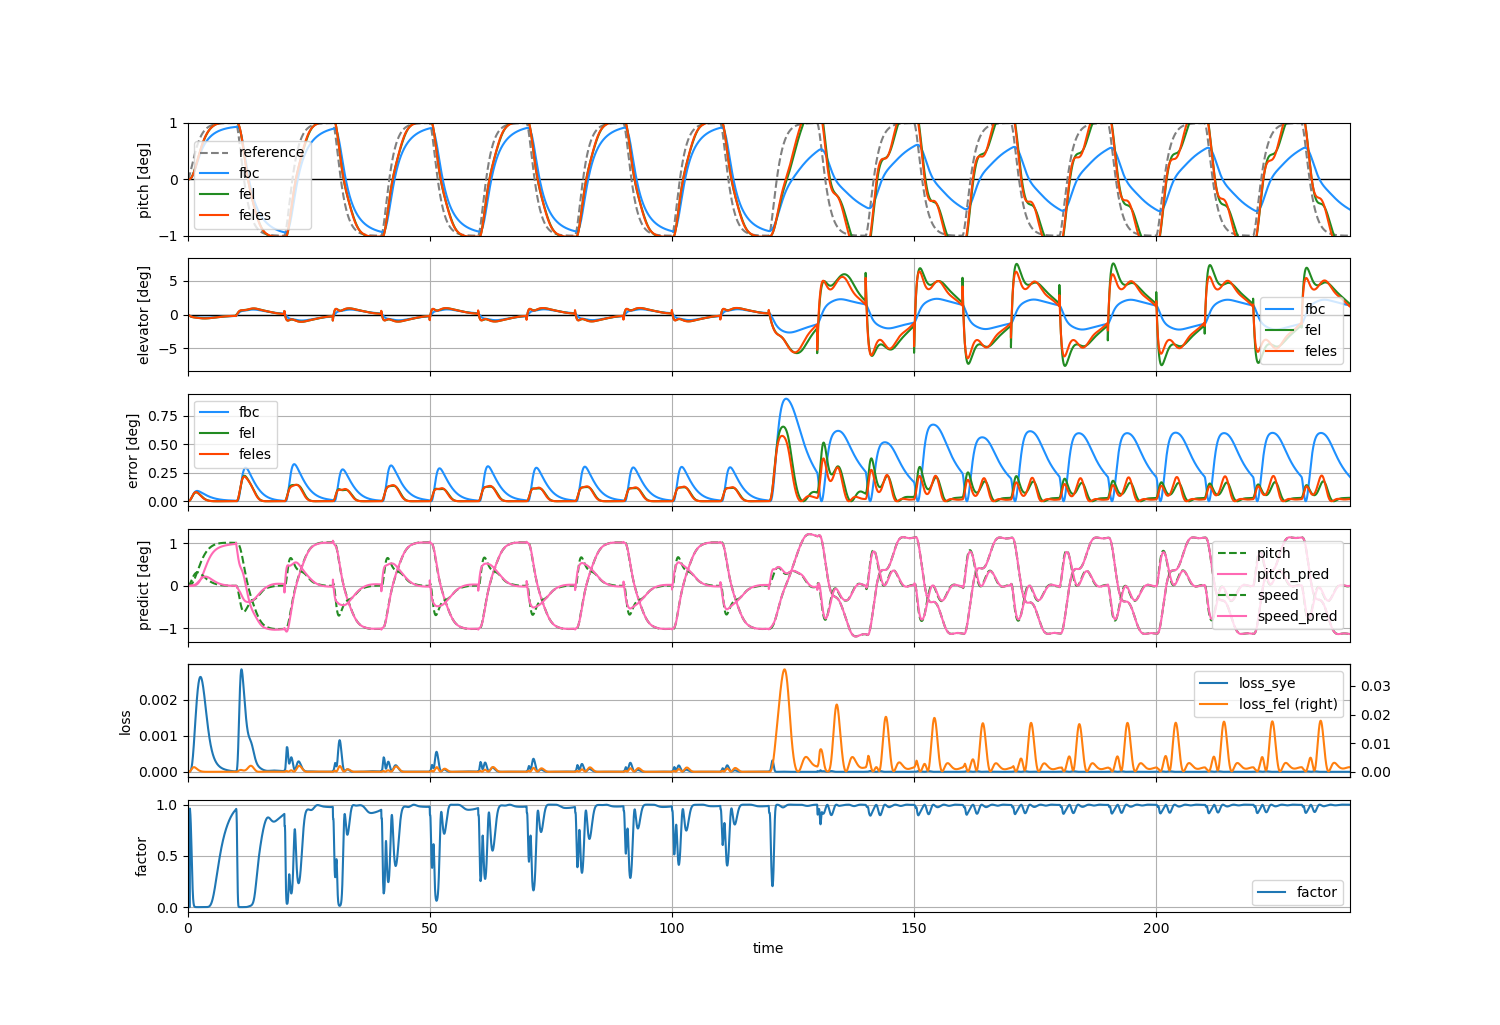 pitch [deg]
1
0
−1
reference
fbc
fel
feles
elevator [deg]
5
0
−5
fbc
fel
feles
error [deg]
0.75
0.50
0.25
0.00
fbc
fel
feles
predict [deg]
1
0
−1
pitch
pitch_pred
speed
speed_pred
loss
0.002
0.001
0.000
loss_sye
loss_fel (right)
0.03
0.02
0.01
0.00
factor
1.0
0.5
0.0
factor
0 50 100 150 200
time